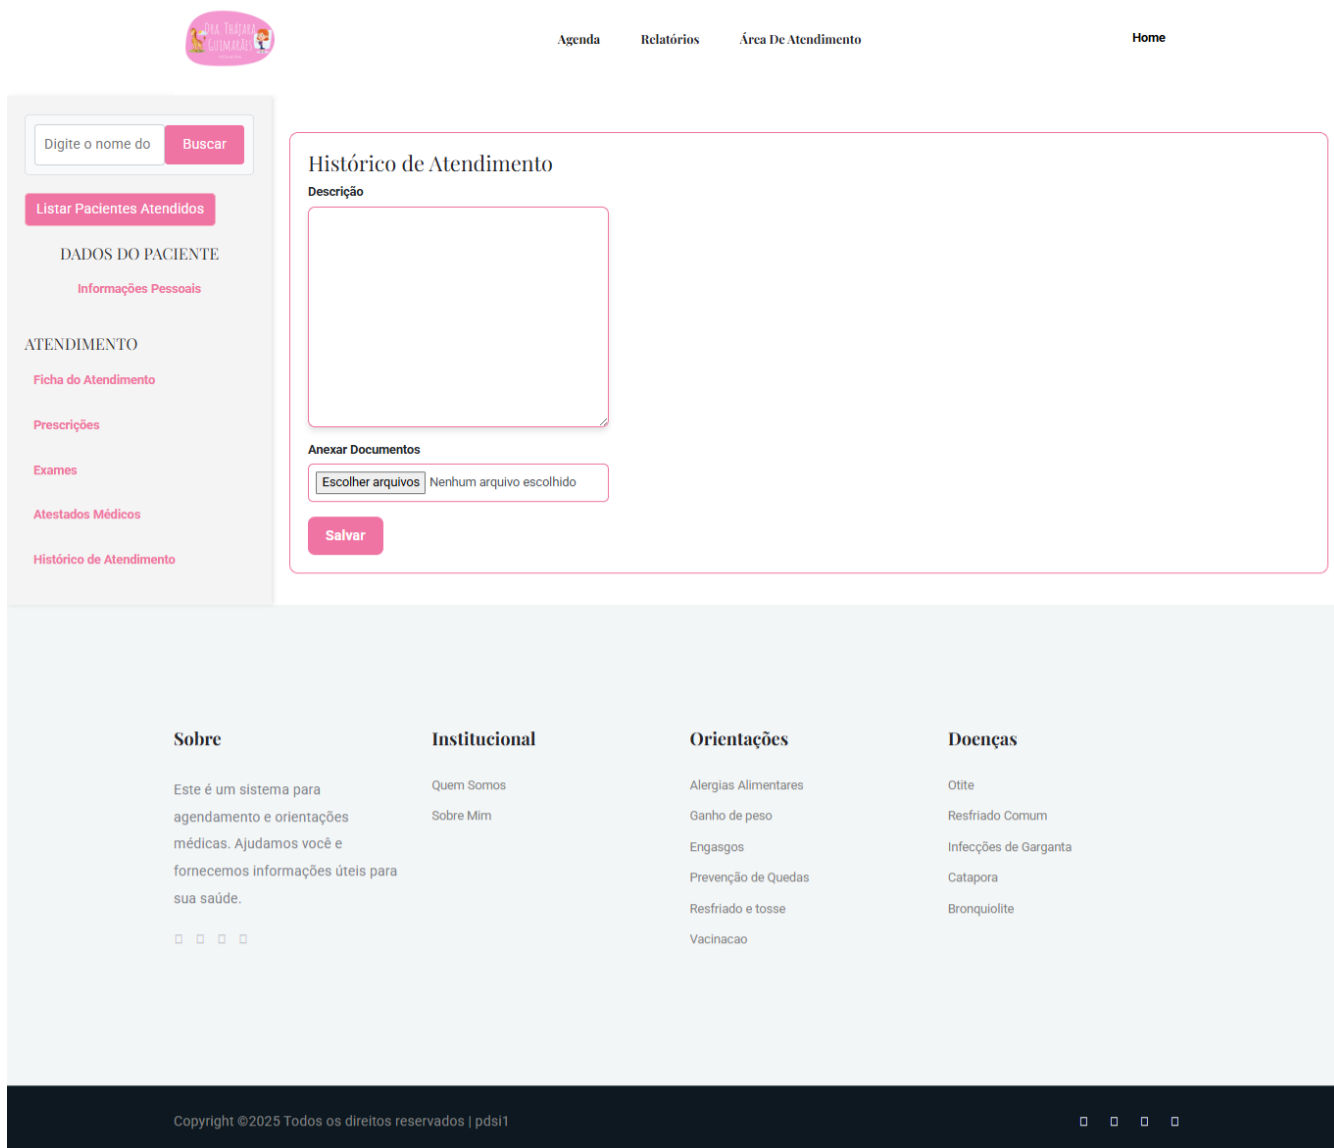 DRA THÁJARA
GUIMARÃES
Agenda
Relatórios
Área De Atendimento
Home
Digite o nome do
Buscar
Listar Pacientes Atendidos
DADOS DO PACIENTE
Informações Pessoais
ATENDIMENTO
Ficha do Atendimento
Prescrições
Exames
Atestados Médicos
Histórico de Atendimento
Histórico de Atendimento
Descrição
Anexar Documentos
Escolher arquivos Nenhum arquivo escolhido
Salvar
Sobre
Este é um sistema para
agendamento e orientações
médicas. Ajudamos você e
fornecemos informações úteis para
sua saúde.
Institucional
Quem Somos
Sobre Mim
Orientações
Alergias Alimentares
Ganho de peso
Engasgos
Prevenção de Quedas
Resfriado e tosse
Vacinacao
Doenças
Otite
Resfriado Comum
Infecções de Garganta
Catapora
Bronquiolite
Copyright ©2025 Todos os direitos reservados | pdsi1